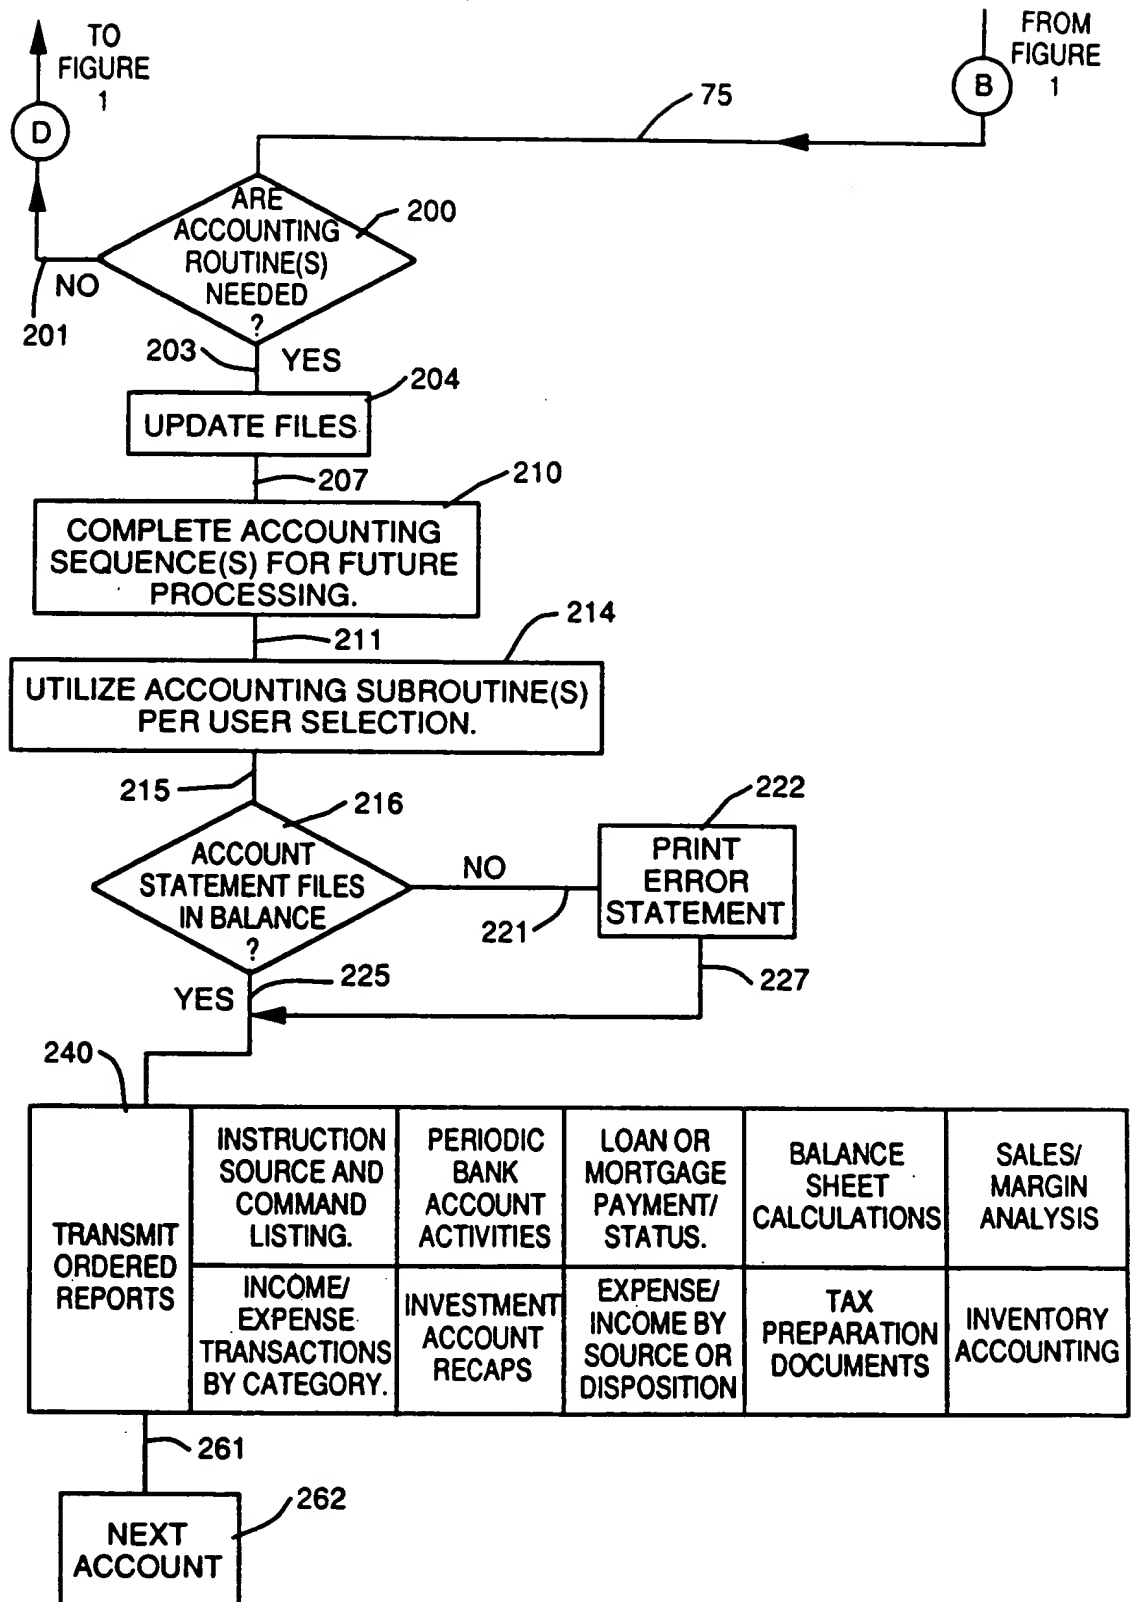 TO
FIGURE
1
D
FROM
FIGURE
1
B
75
ARE
ACCOUNTING
ROUTINE(S)
NEEDED
?
200
NO
201
203
YES
204
UPDATE FILES
207
210
COMPLETE ACCOUNTING
SEQUENCE(S) FOR FUTURE
PROCESSING.
211
214
UTILIZE ACCOUNTING SUBROUTINE(S)
PER USER SELECTION.
215
216
ACCOUNT
STATEMENT FILES
IN BALANCE
?
NO
221
222
PRINT
ERROR
STATEMENT
227
YES
225
240
TRANSMIT
ORDERED
REPORTS
INSTRUCTION
SOURCE AND
COMMAND
LISTING.
PERIODIC
BANK
ACCOUNT
ACTIVITIES
LOAN OR
MORTGAGE
PAYMENT/
STATUS.
BALANCE
SHEET
CALCULATIONS
SALES/
MARGIN
ANALYSIS
INCOME/
EXPENSE
TRANSACTIONS
BY CATEGORY.
INVESTMENT
ACCOUNT
RECAPS
EXPENSE/
INCOME BY
SOURCE OR
DISPOSITION
TAX
PREPARATION
DOCUMENTS
INVENTORY
ACCOUNTING
261
262
NEXT
ACCOUNT